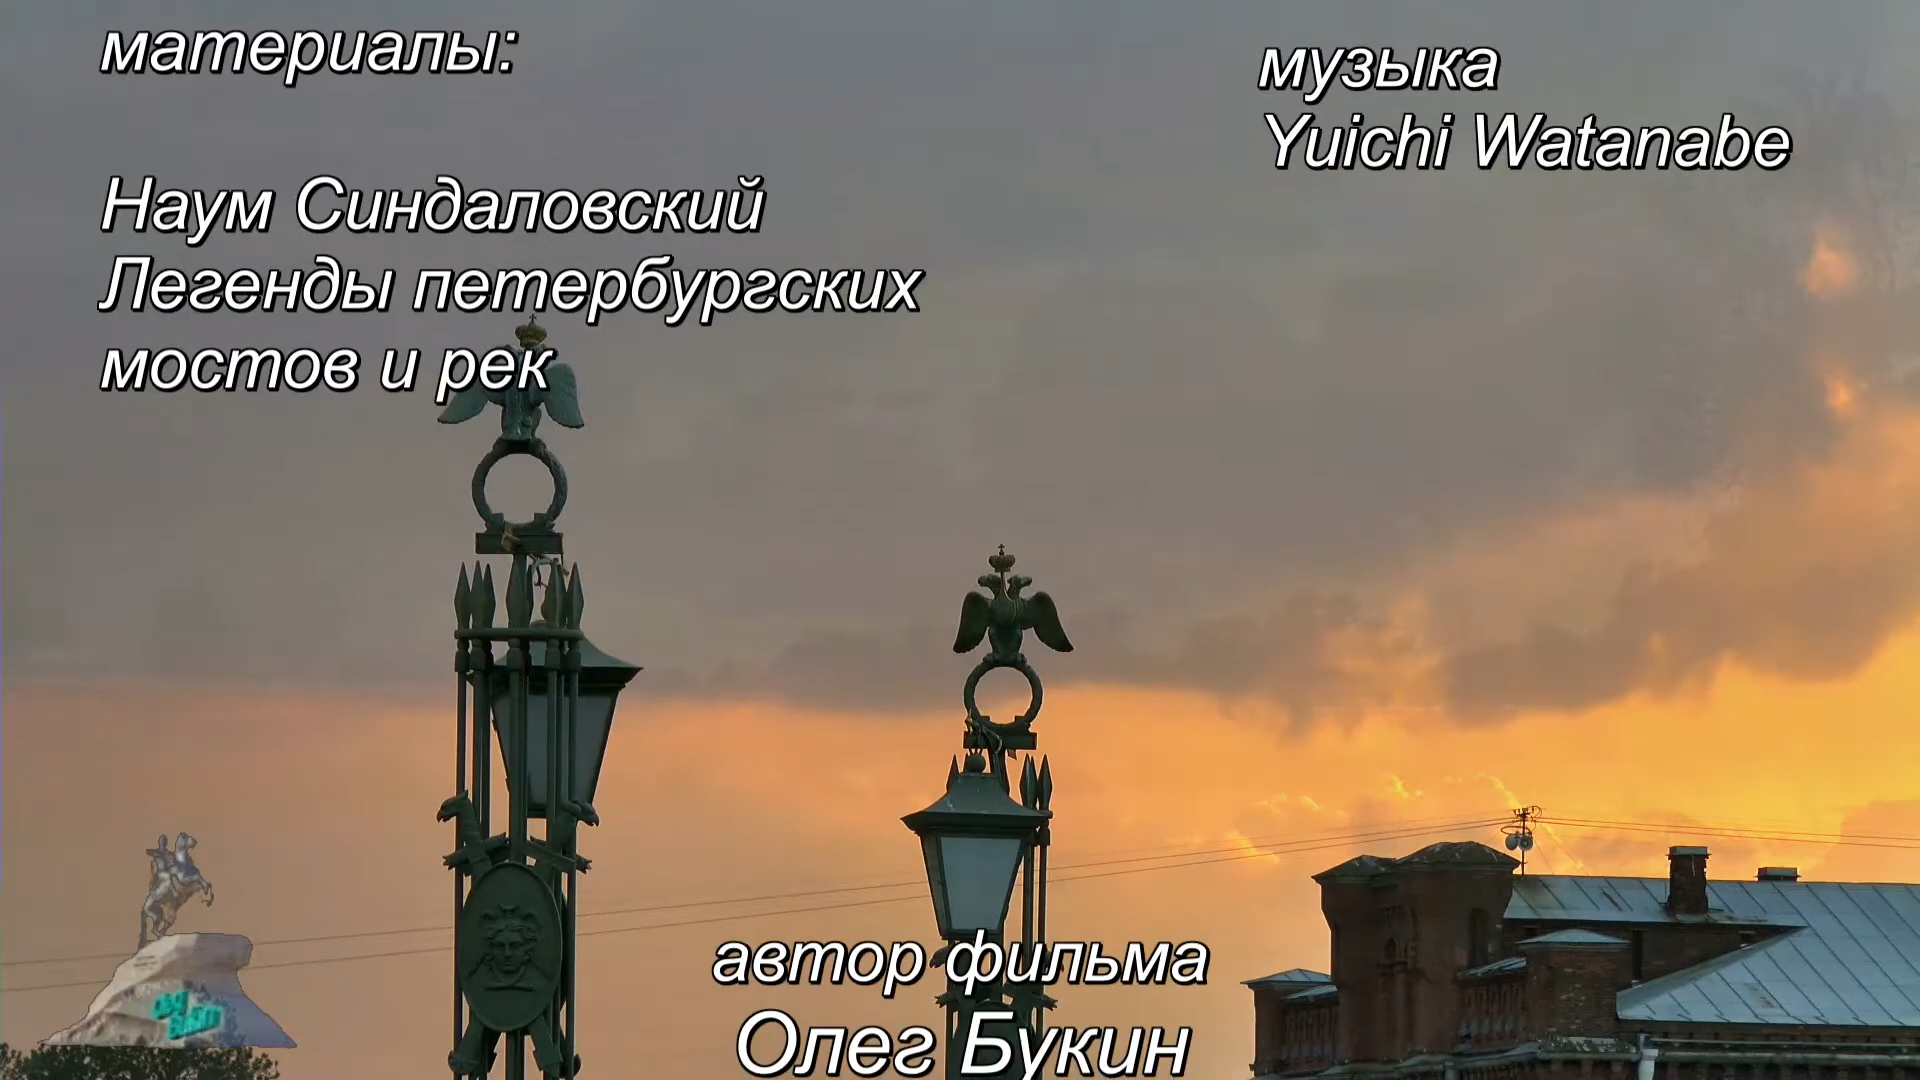 материалы:
Наум Синдаловский
Легенды петербургских
мостов и рек
музыка
Yuichi Watanabe
автор фильма
Олег Букин